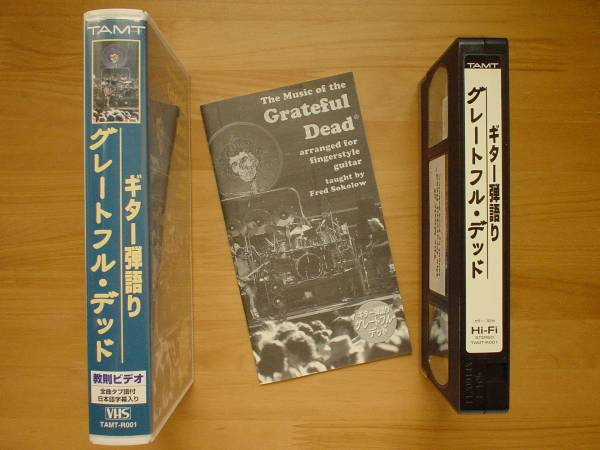 TAMT
ギター弾語り
グレートフル・デッド
教則ビデオ
全曲タブ譜付
日本語字幕入り
VHS
TAMT-R001
The Music of the
Grateful
Dead®
arranged for
fingerstyle
guitar
taught by
Fred Sokolow
ギター弾語り
グレートフル・
デッド
TAMT
ギター弾語り
グレートフル・デッド
Hi-Fi
STEREO
TAMT-R001